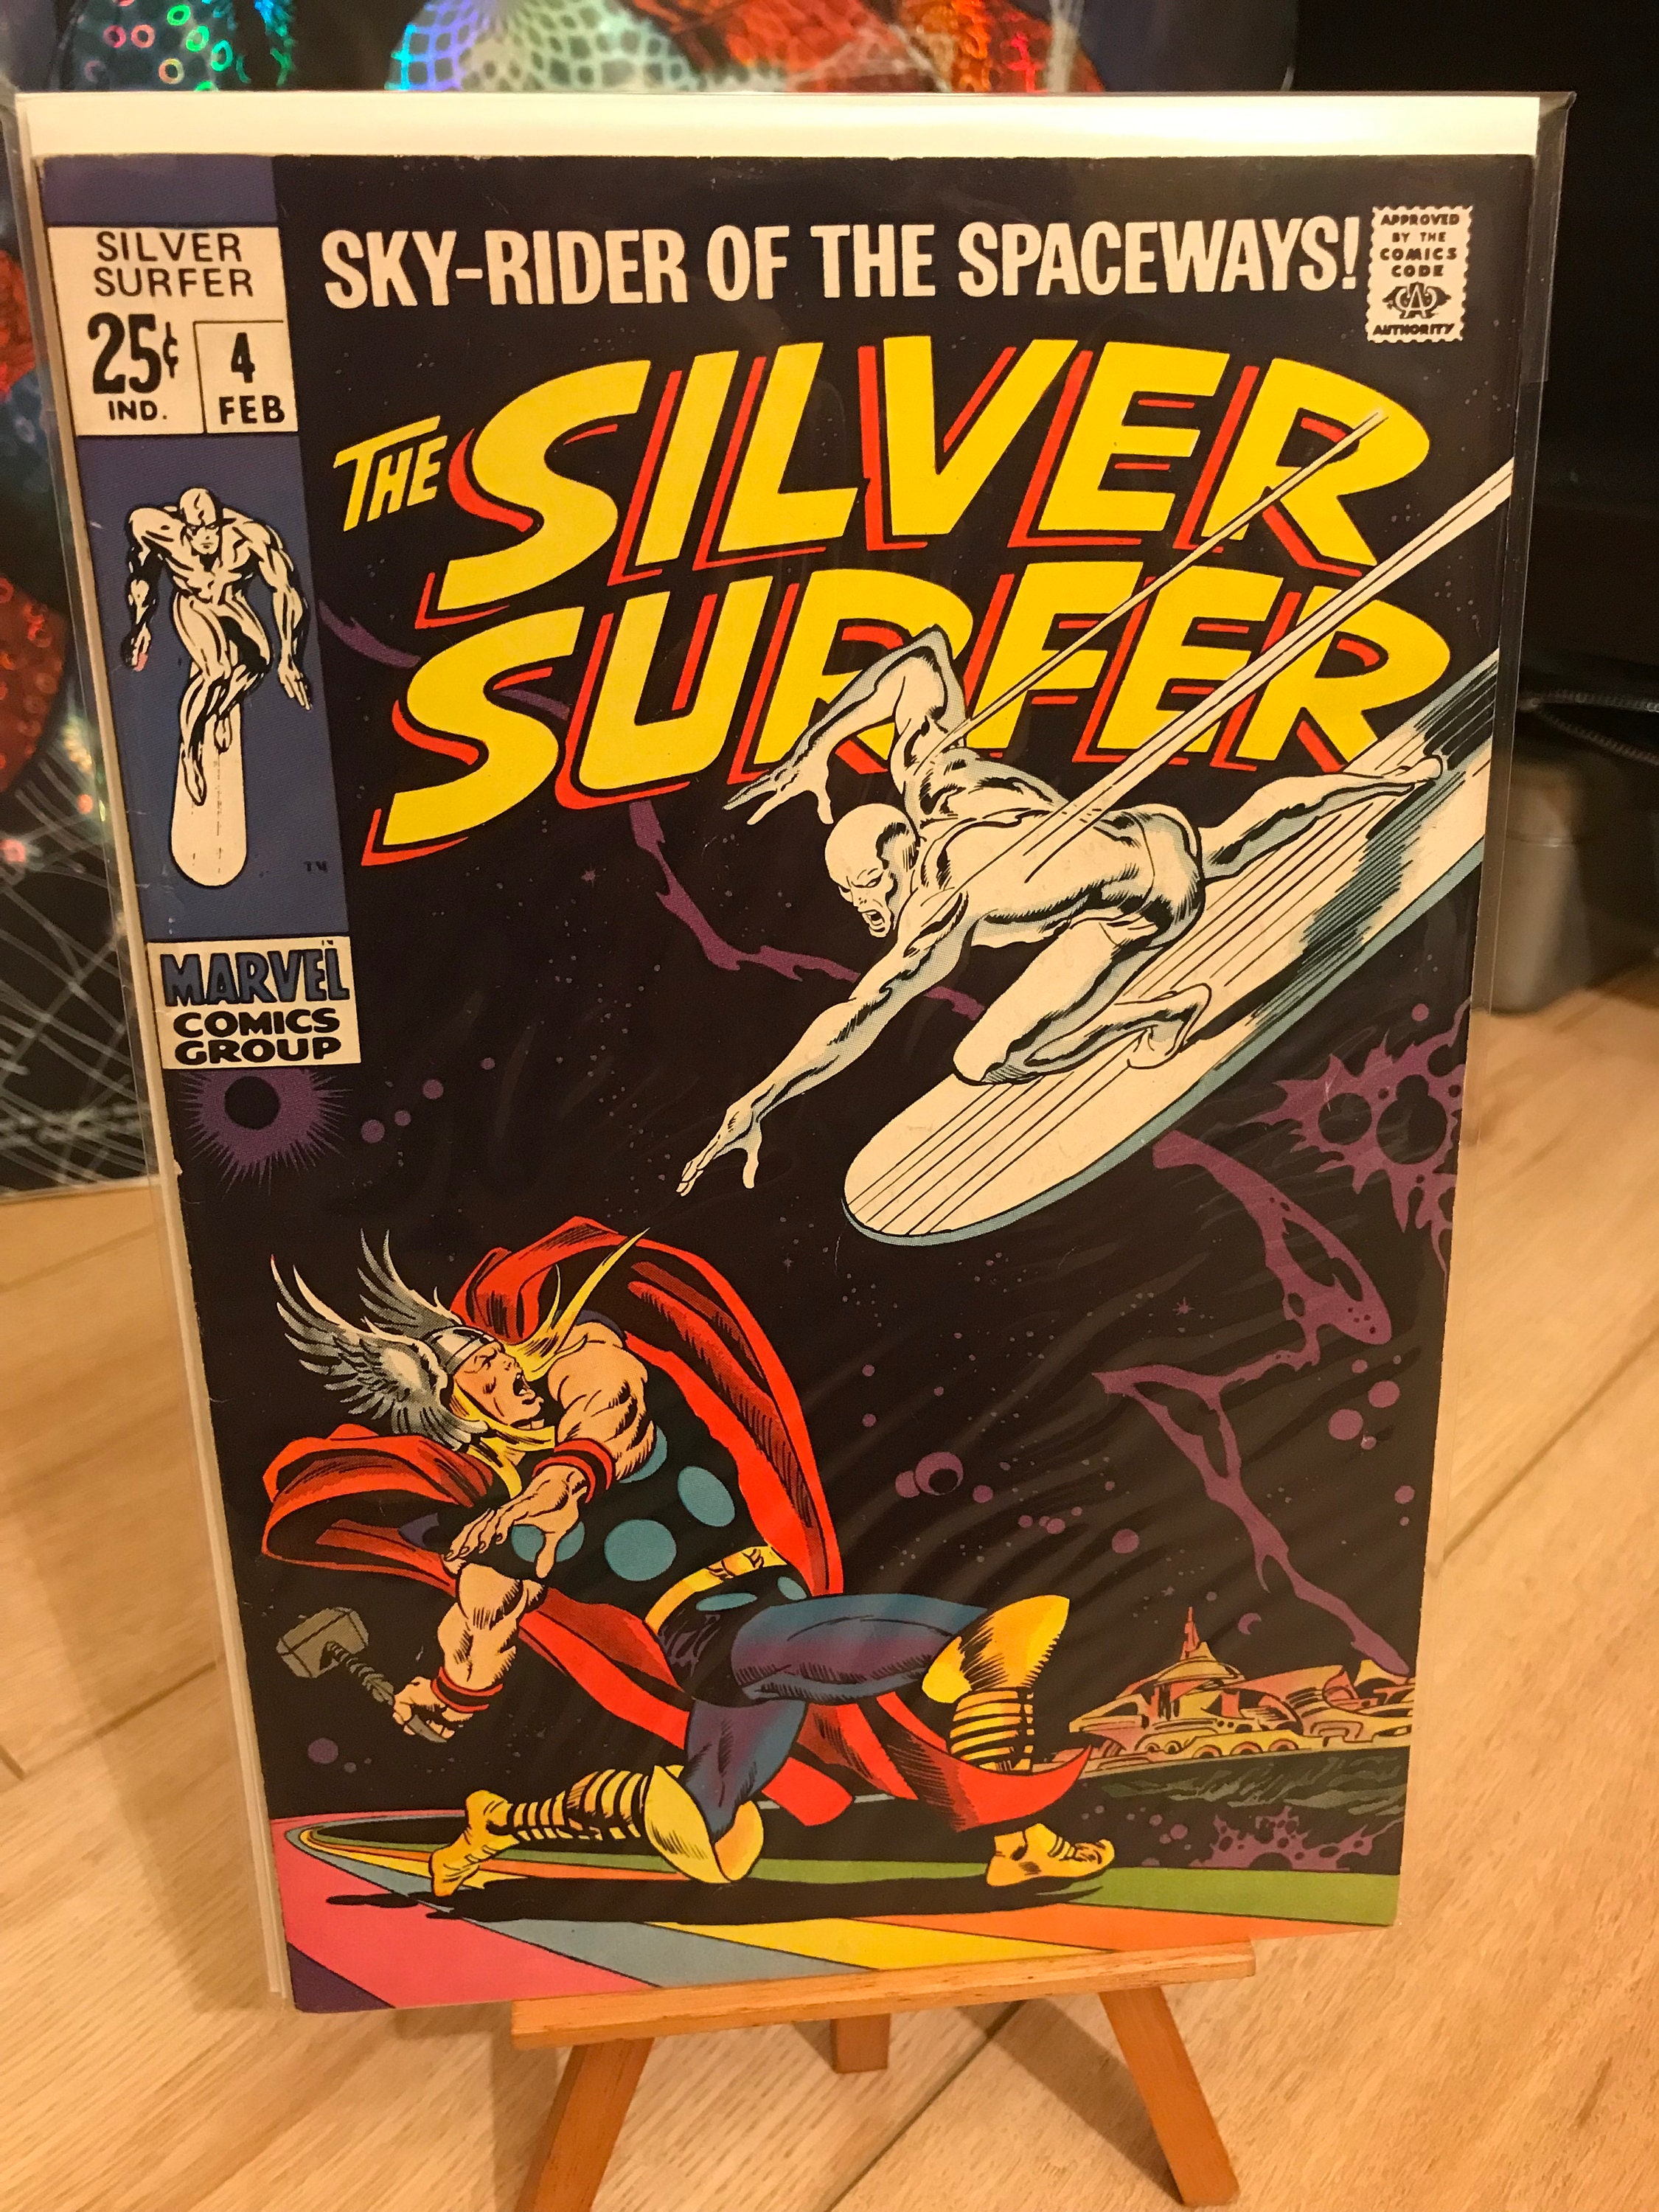 SILVER
SURFER
25¢
IND.
4
FEB
SKY-RIDER OF THE SPACEWAYS!
APPROVED
BY THE
COMICS
CODE
CA
AUTHORITY
THE SILVER
SURFER
TM
MARVEL
COMICS
GROUP